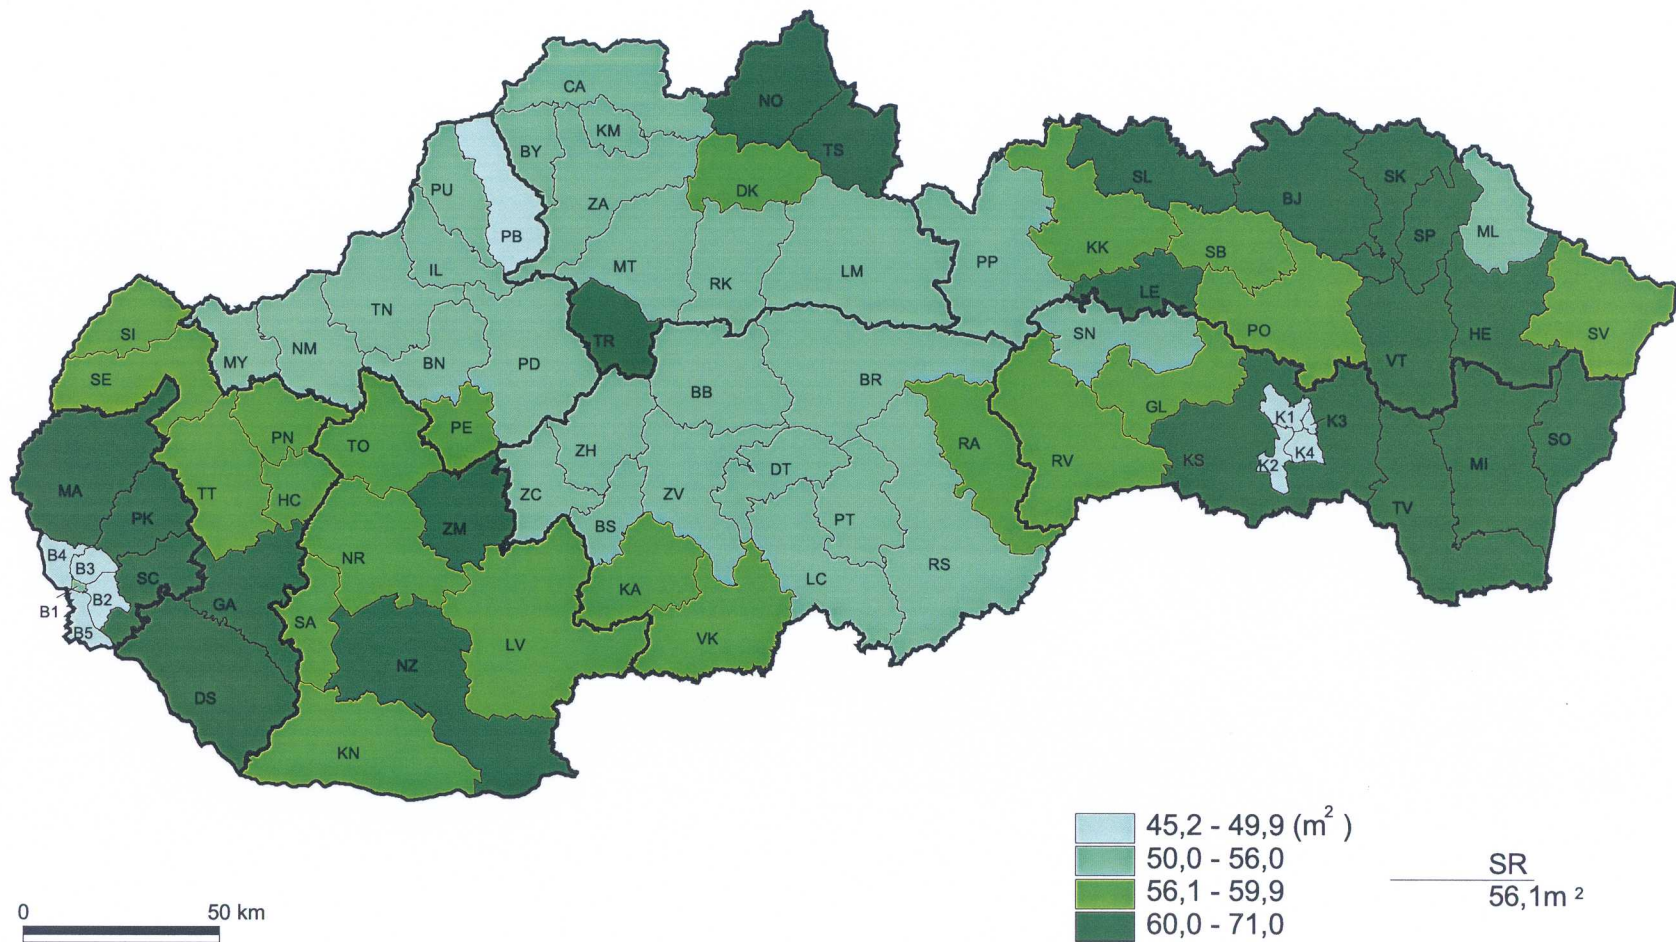 CA
NO
KM
BY
TS
PU
DK
SL
SK
BJ
ZA
PB
SP
ML
KK
SB
IL
MT
RK
LM
PP
LE
TN
SI
MY
NM
BN
PD
TR
SN
PO
VT
HE
SV
SE
BB
BR
GL
K1
K3
PN
TO
PE
ZH
RA
RV
KS
K4
K2
MI
SO
MA
TT
HC
ZC
ZV
DT
PK
BS
PT
TV
ZM
B4
B3
NR
SC
RS
LC
KA
B2
B1
GA
SA
B5
LV
VK
NZ
DS
KN
45,2 - 49,9 (m² )
50,0 - 56,0
56,1 - 59,9
60,0 - 71,0
SR
56,1m ²
0 50 km